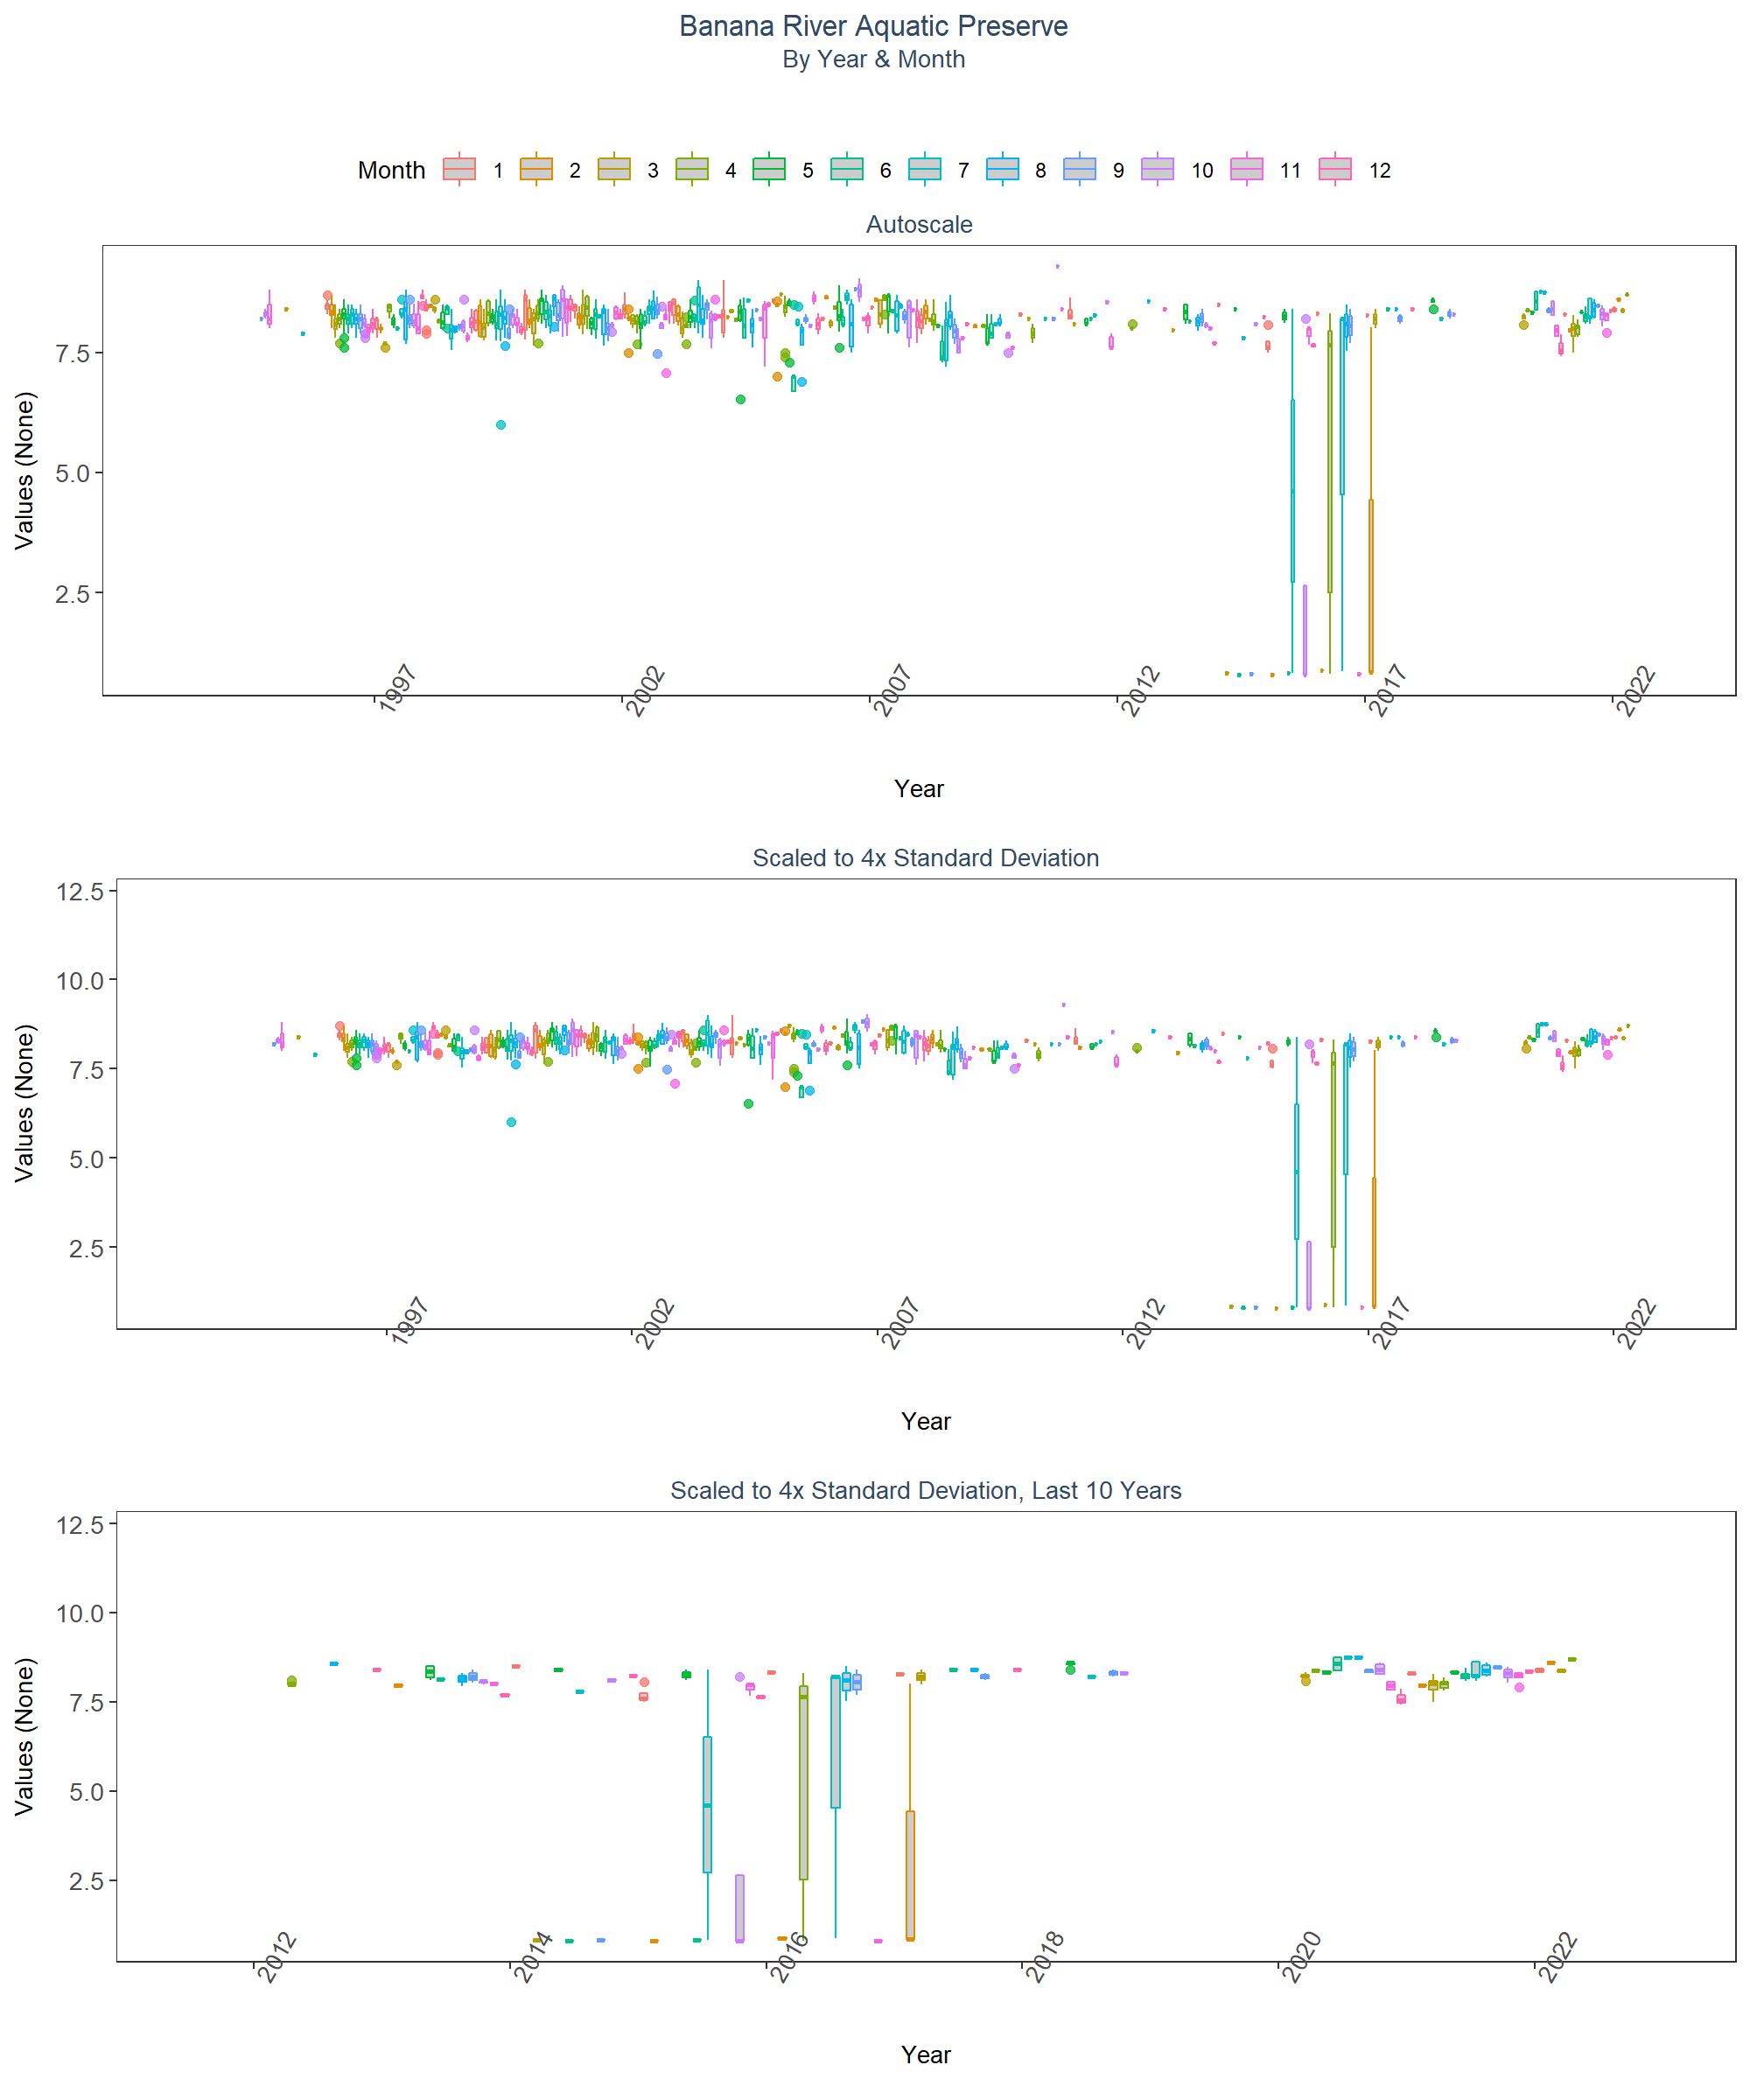 Banana River Aquatic Preserve
By Year & Month
Month 1 2 3 4 5 6 7 8 9 10 11 12
Autoscale
Values (None)
7.5
5.0
2.5
1997 2002 2007 2012 2017 2022
Year
Scaled to 4x Standard Deviation
Values (None)
12.5
10.0
7.5
5.0
2.5
1997 2002 2007 2012 2017 2022
Year
Scaled to 4x Standard Deviation, Last 10 Years
Values (None)
12.5
10.0
7.5
5.0
2.5
2012 2014 2016 2018 2020 2022
Year